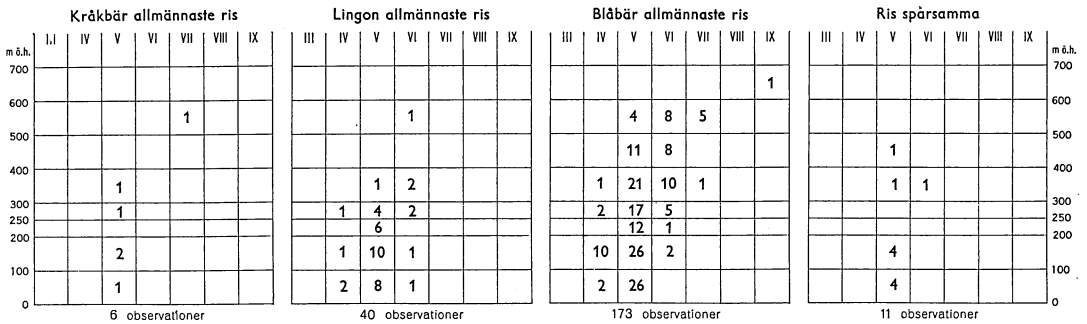 Kråkbär allmännaste ris Lingon allmännaste ris Blåbär allmännaste ris Ris spårsamma
m ö.h. III IV V VI VII VIII IX III IV V VI VII VIII IX III IV V VI VII VIII IX III IV V VI VII VIII IX m ö.h.
700 700
1
600 600
1 1 4 8 5
500 500
11 8 1
400 400
1 1 2 1 21 10 1 1 1
300 300
1 1 4 2 2 17 5
250 250
6 12 1
200 200
2 1 10 1 10 26 2 4
100 100
1 2 8 1 2 26 4
0 0
6 observationer 40 observationer 173 observationer 11 observationer